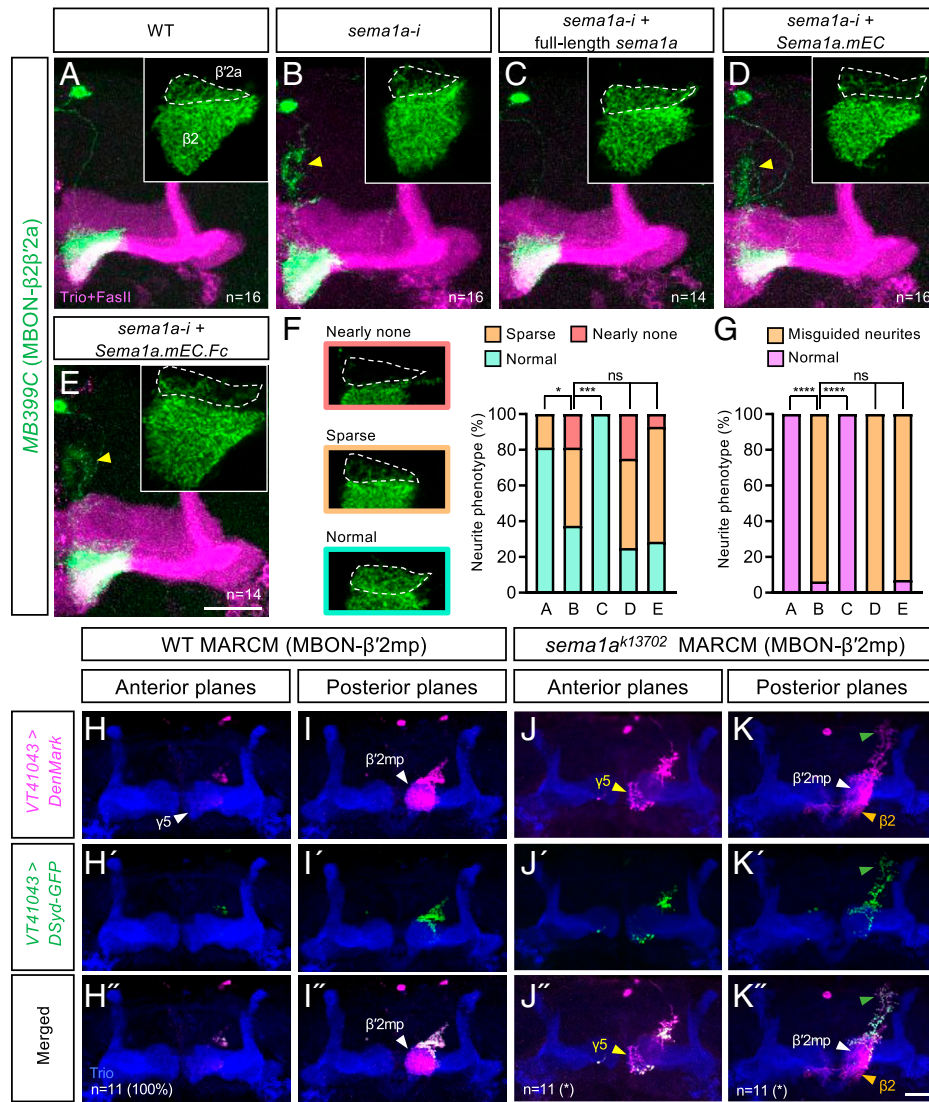 WT
sema1a-i
sema1a-i +
full-length sema1a
sema1a-i +
Sema1a.mEC
MB399C (MBON-β2β′2a)
A
β′2a
β2
Trio+FasII
n=16
B
n=16
C
n=14
D
n=16
sema1a-i +
Sema1a.mEC.Fc
E
n=14
F
Nearly none
Sparse
Normal
Sparse
Nearly none
Normal
* *** ns
Neurite phenotype (%)
100
80
60
40
20
0
A B C D E
G
Misguided neurites
Normal
**** **** ns
Neurite phenotype (%)
100
80
60
40
20
0
A B C D E
WT MARCM (MBON-β′2mp)
sema1a^k13702 MARCM (MBON-β′2mp)
Anterior planes
Posterior planes
Anterior planes
Posterior planes
VT41043 >
DenMark
H
γ5
I
β′2mp
J
γ5
K
β′2mp
β2
VT41043 >
DSyd-GFP
H′
I′
J′
K′
Merged
H″
Trio
n=11 (100%)
I″
β′2mp
J″
γ5
n=11 (*)
K″
β′2mp
β2
n=11 (*)